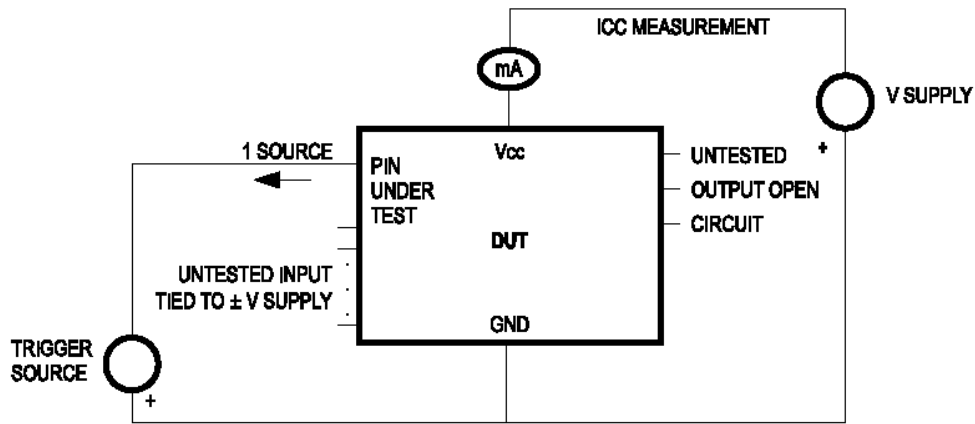 ICC MEASUREMENT
mA
V SUPPLY
+
1 SOURCE
Vcc
PIN
UNDER
TEST
UNTESTED
OUTPUT OPEN
CIRCUIT
DUT
UNTESTED INPUT
TIED TO ± V SUPPLY
GND
TRIGGER
SOURCE
+